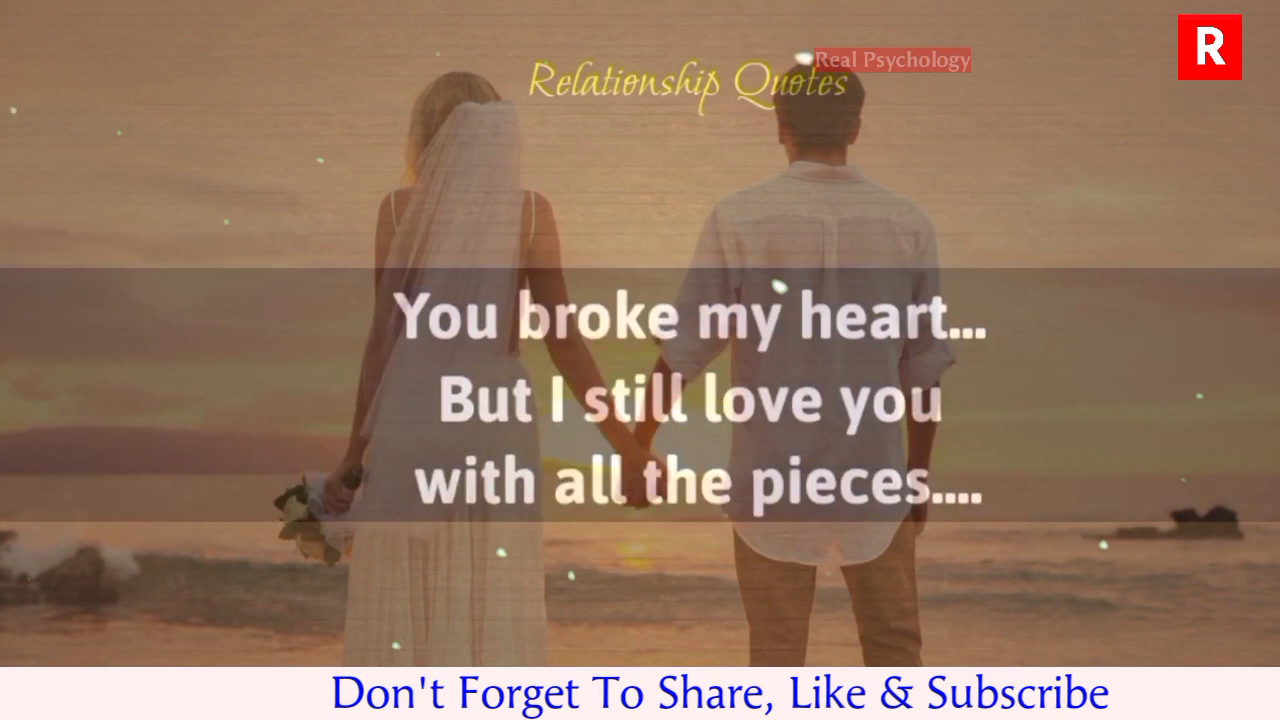 R
Real Psychology
Relationship Quotes
You broke my heart...
But I still love you
with all the pieces....
Don't Forget To Share, Like & Subscribe